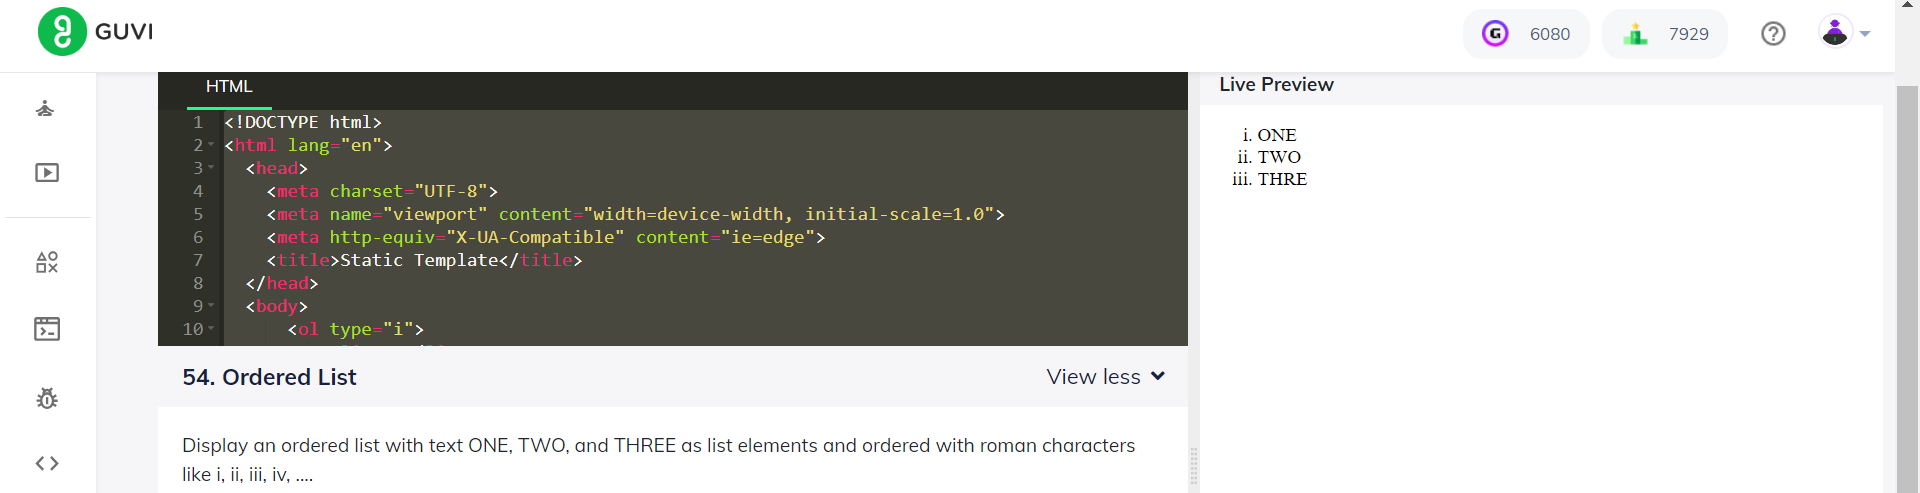 GUVI
6080
7929
HTML
Live Preview
1 <!DOCTYPE html>
2 <html lang="en">
3 <head>
4 <meta charset="UTF-8">
5 <meta name="viewport" content="width=device-width, initial-scale=1.0">
6 <meta http-equiv="X-UA-Compatible" content="ie=edge">
7 <title>Static Template</title>
8 </head>
9 <body>
10 <ol type="i">
i. ONE
ii. TWO
iii. THRE
54. Ordered List
View less
Display an ordered list with text ONE, TWO, and THREE as list elements and ordered with roman characters
like i, ii, iii, iv, ....